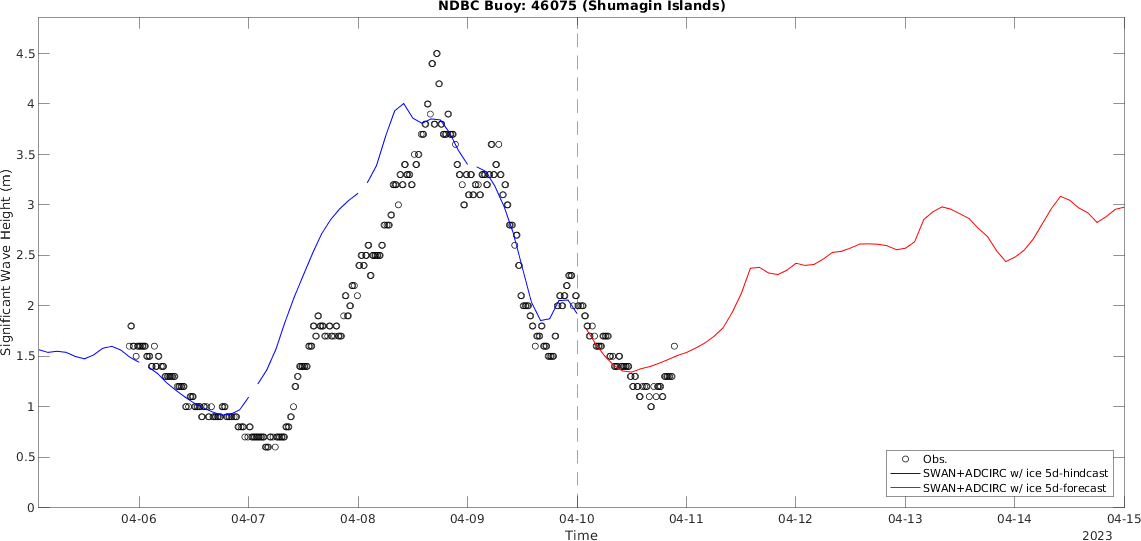 NDBC Buoy: 46075 (Shumagin Islands)
Significant Wave Height (m)
4.5
4
3.5
3
2.5
2
1.5
1
0.5
0
Obs.
SWAN+ADCIRC w/ ice 5d-hindcast
SWAN+ADCIRC w/ ice 5d-forecast
04-06 04-07 04-08 04-09 04-10 04-11 04-12 04-13 04-14 04-15
Time
2023